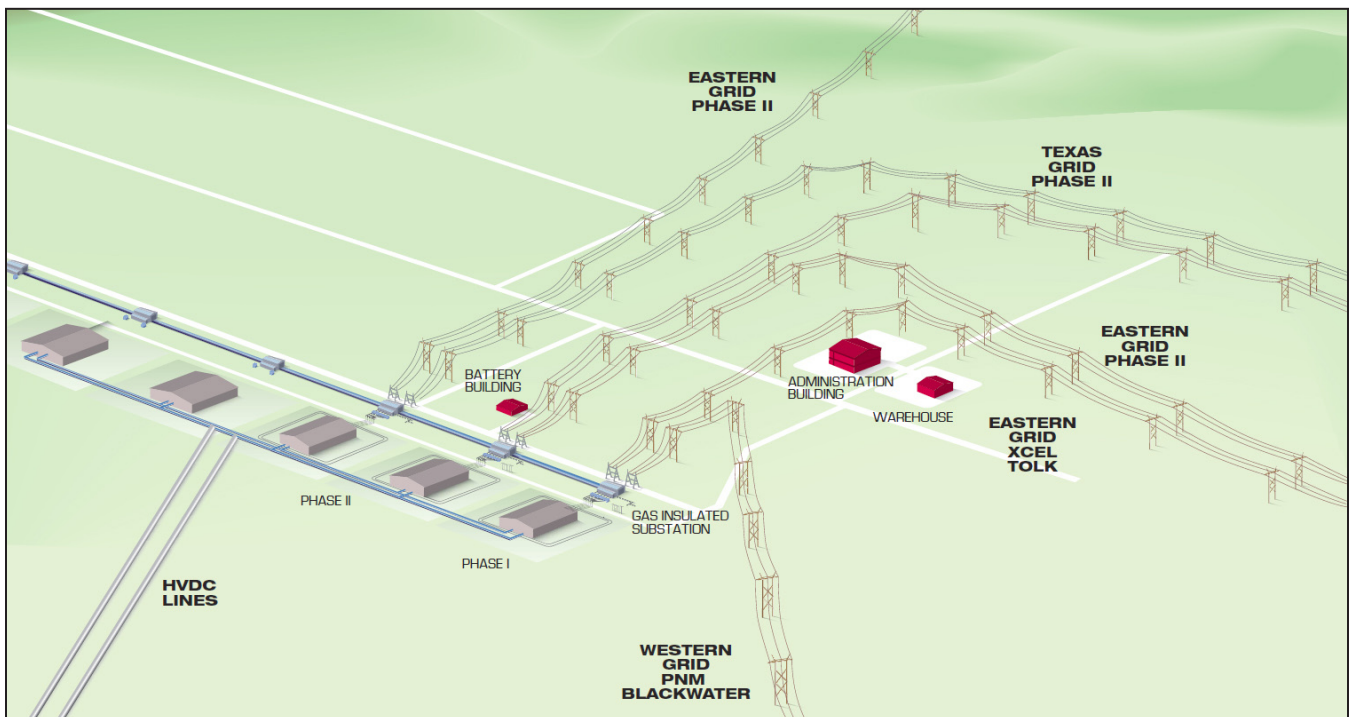 EASTERN
GRID
PHASE II
TEXAS
GRID
PHASE II
EASTERN
GRID
PHASE II
BATTERY
BUILDING
ADMINISTRATION
BUILDING
WAREHOUSE
EASTERN
GRID
XCEL
TOLK
PHASE II
GAS INSULATED
SUBSTATION
PHASE I
HVDC
LINES
WESTERN
GRID
PNM
BLACKWATER